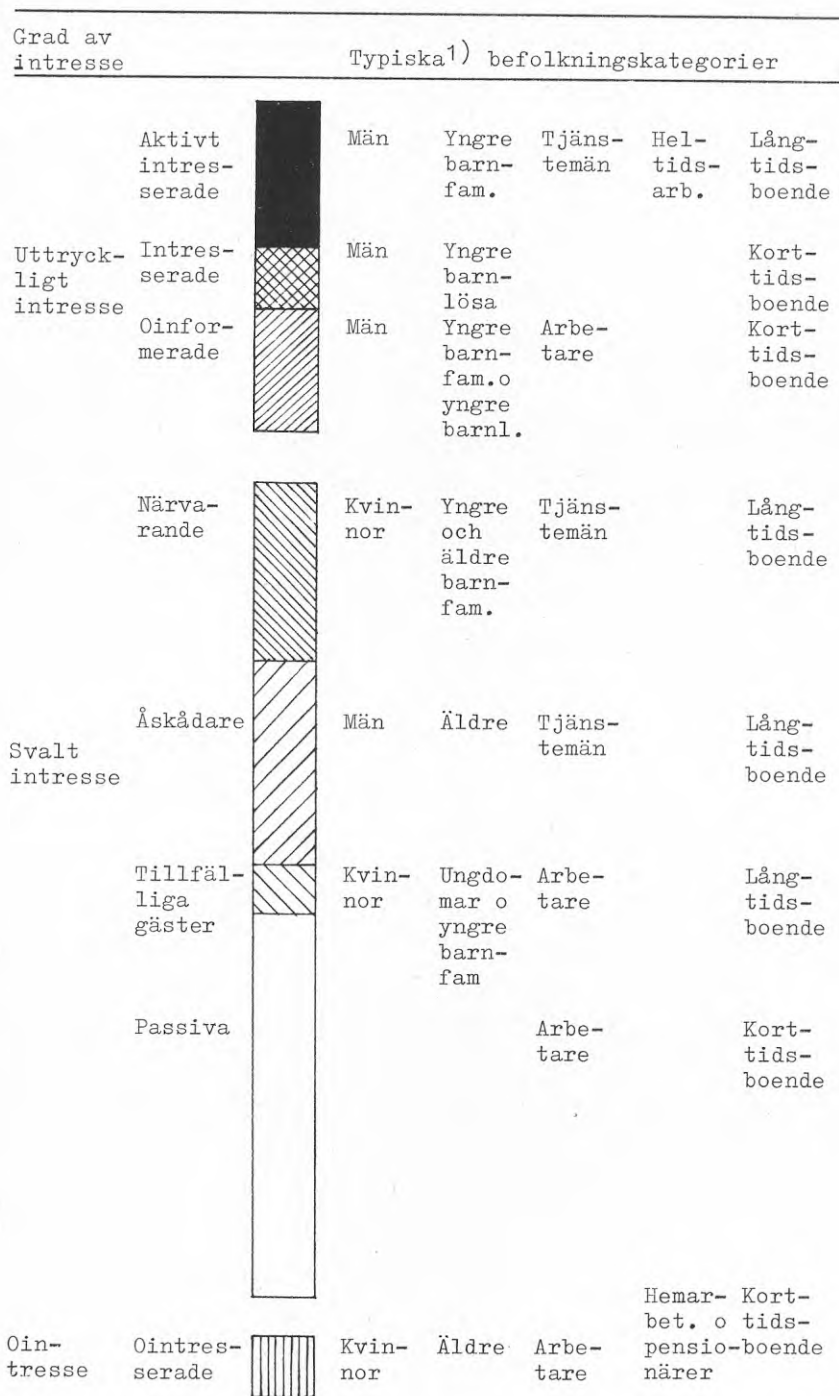 Grad av
intresse Typiska1) befolkningskategorier
Aktivt Män Yngre Tjäns- Hel- Lång-
intres- barn- temän tids- tids-
serade fam. arb. boende
Uttryck- Intres- Män Yngre Kort-
ligt serade barn- tids-
intresse lösa boende
Oinfor- Män Yngre Arbe- Kort-
merade barn- tare tids-
fam.o boende
yngre
barnl.
Närva- Kvin- Yngre Tjäns- Lång-
rande nor och temän tids-
äldre boende
barn-
fam.
Åskådare Män Äldre Tjäns- Lång-
Svalt temän tids-
intresse boende
Tillfäl- Kvin- Ungdo- Arbe- Lång-
liga nor mar o tare tids-
gäster yngre boende
barn-
fam
Passiva Arbe- Kort-
tare tids-
boende
Hemar- Kort-
bet. o tids-
Oin- Ointres- Kvin- Äldre Arbe- pensio-boende
tresse serade nor tare närer